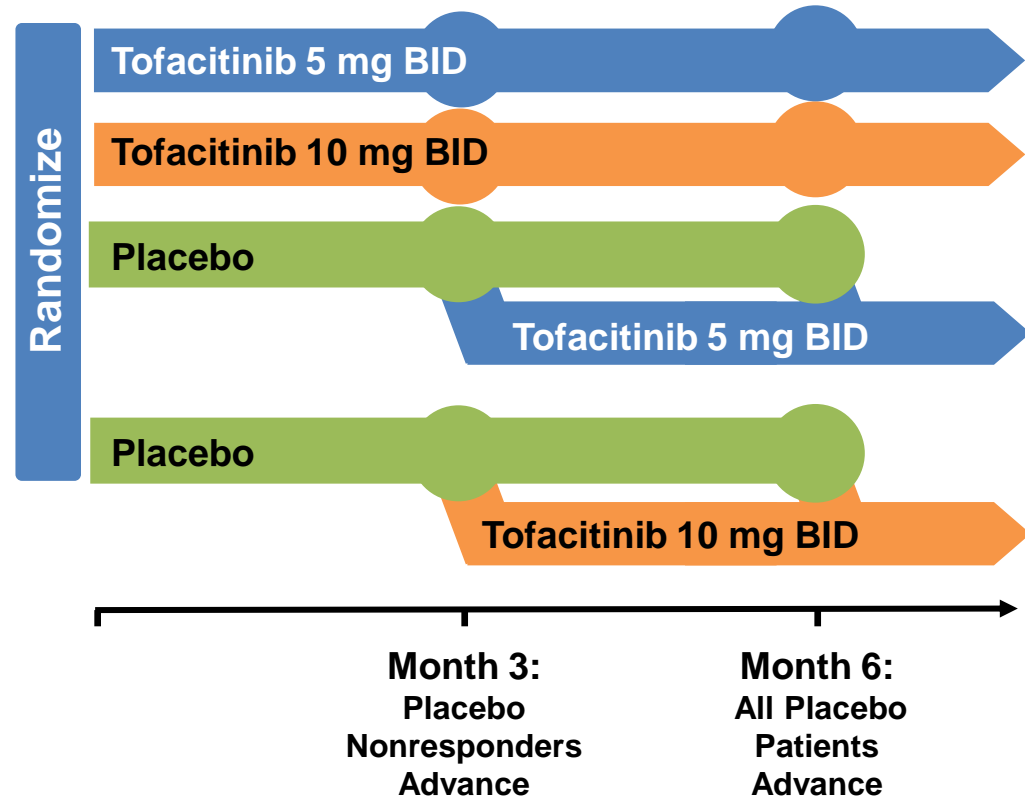 Randomize
Tofacitinib 5 mg BID
Tofacitinib 10 mg BID
Placebo
Tofacitinib 5 mg BID
Placebo
Tofacitinib 10 mg BID
Month 3:
Placebo
Nonresponders
Advance
Month 6:
All Placebo
Patients
Advance